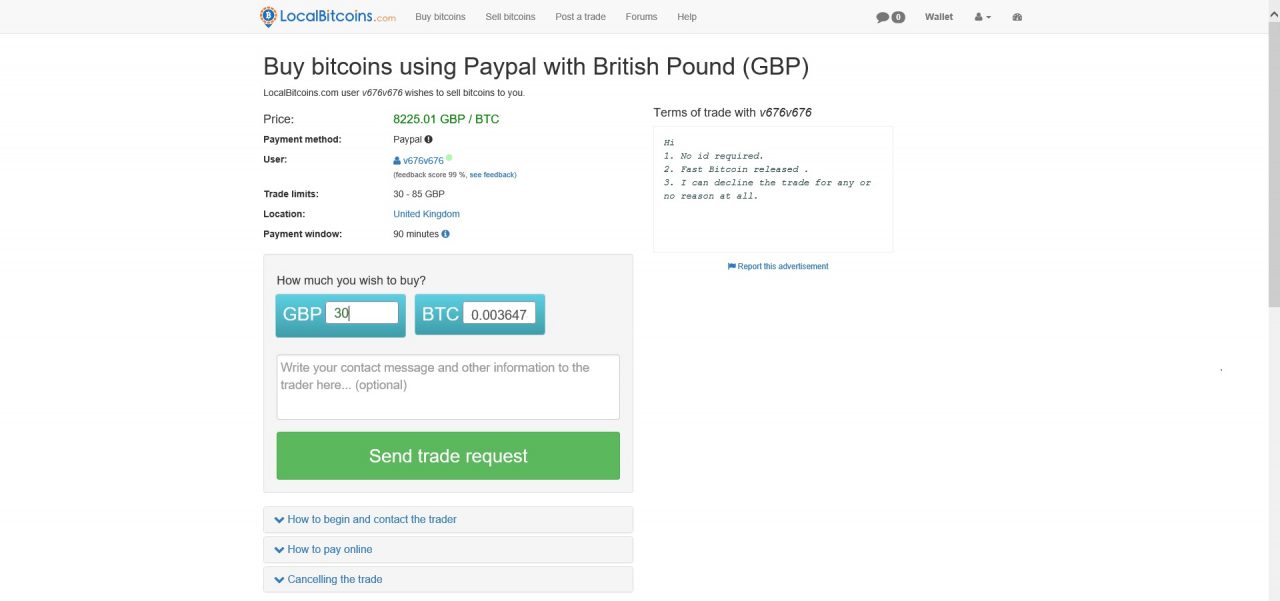 LocalBitcoins.com Buy bitcoins Sell bitcoins Post a trade Forums Help 0 Wallet
Buy bitcoins using Paypal with British Pound (GBP)
LocalBitcoins.com user v676v676 wishes to sell bitcoins to you.
Price: 8225.01 GBP / BTC
Payment method: Paypal
User: v676v676
(feedback score 99 %, see feedback)
Trade limits: 30 - 85 GBP
Location: United Kingdom
Payment window: 90 minutes
How much you wish to buy?
GBP 30 BTC 0.003647
Write your contact message and other information to the
trader here... (optional)
Send trade request
How to begin and contact the trader
How to pay online
Cancelling the trade
Terms of trade with v676v676
Hi
1. No id required.
2. Fast Bitcoin released .
3. I can decline the trade for any or
no reason at all.
Report this advertisement